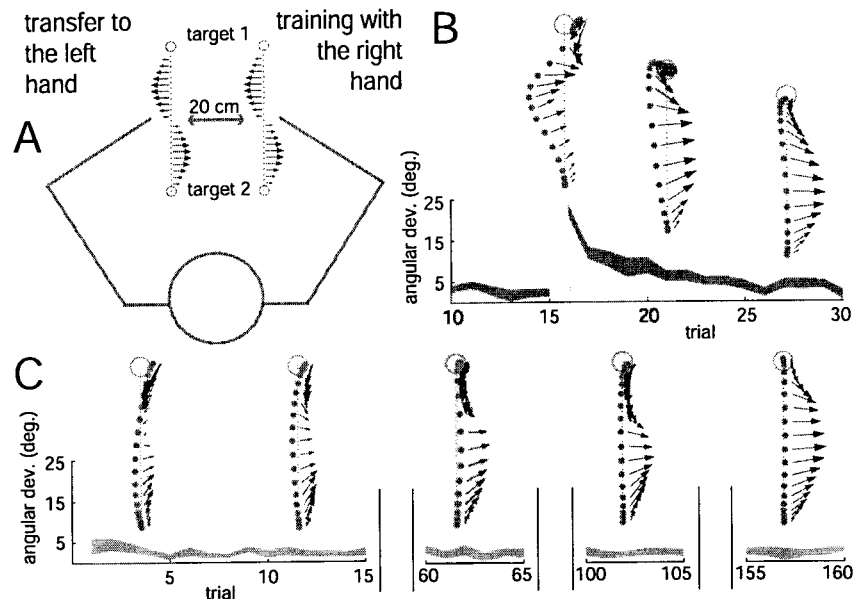 transfer to
the left
hand
target 1
training with
the right
hand
A
20 cm
target 2
B
angular dev. (deg.)
25
15
5
10
15
20
25
30
trial
C
angular dev. (deg.)
25
15
5
5
10
15
trial
60
65
100
105
155
160